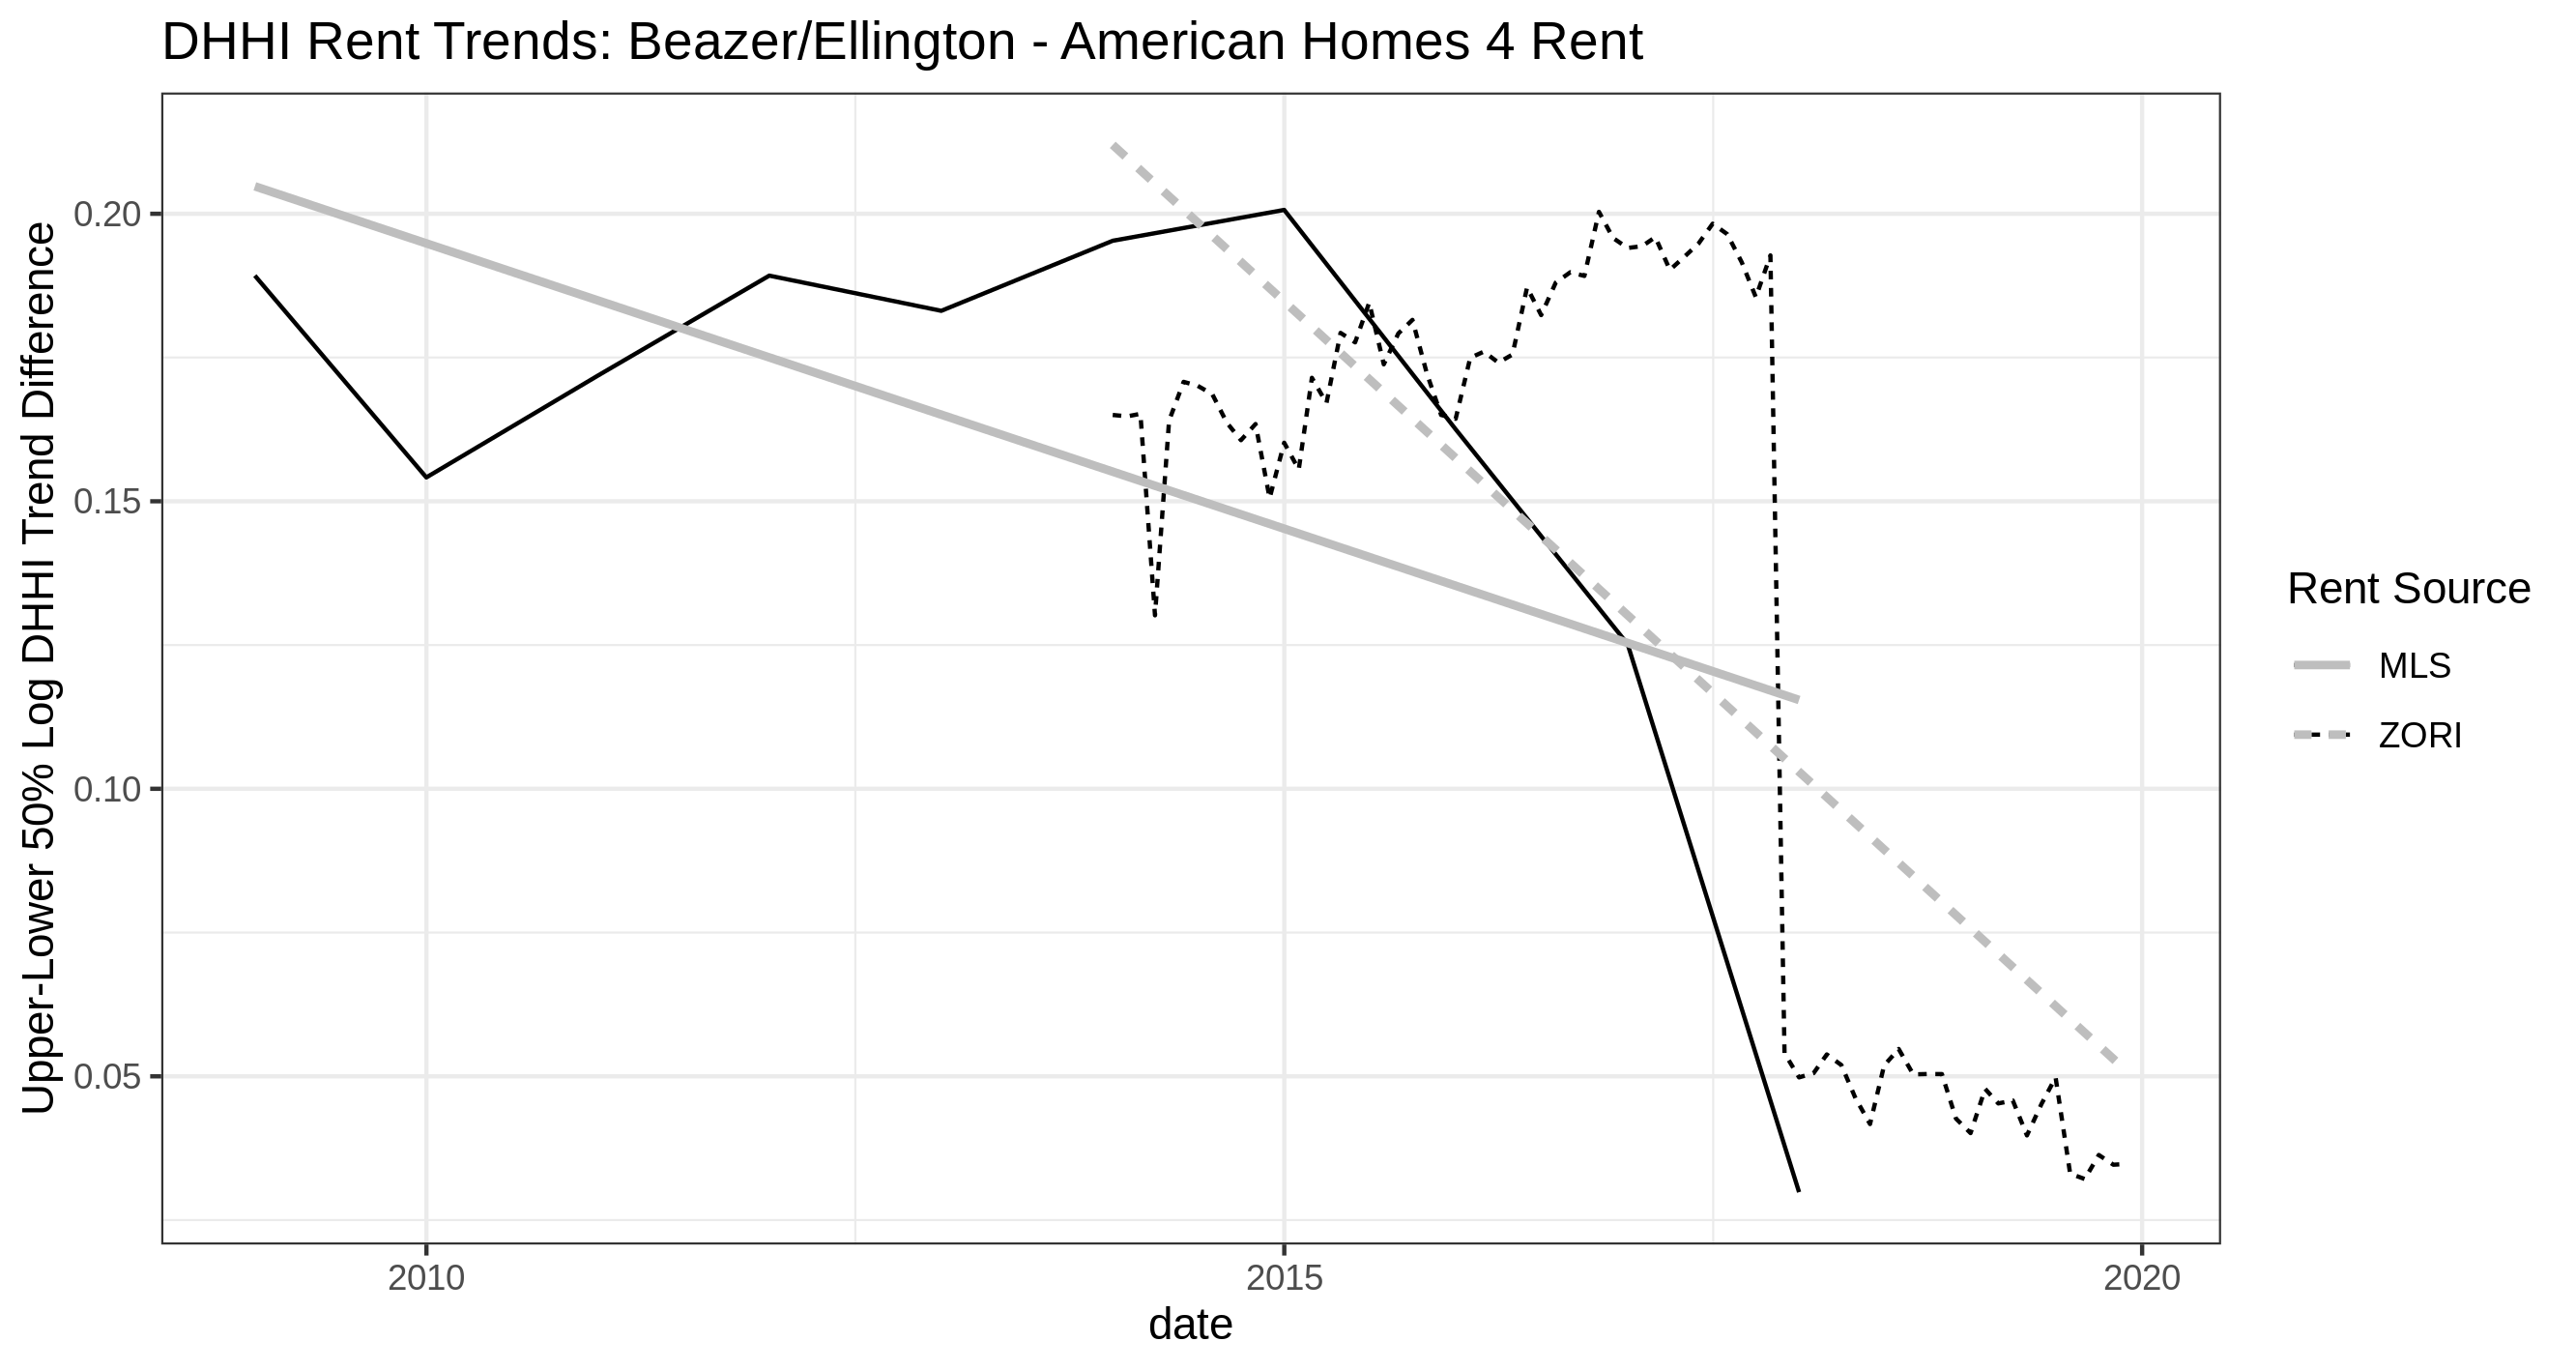 DHHI Rent Trends: Beazer/Ellington - American Homes 4 Rent
Upper-Lower 50% Log DHHI Trend Difference
0.20
0.15
0.10
0.05
2010
2015
2020
date
Rent Source
MLS
ZORI